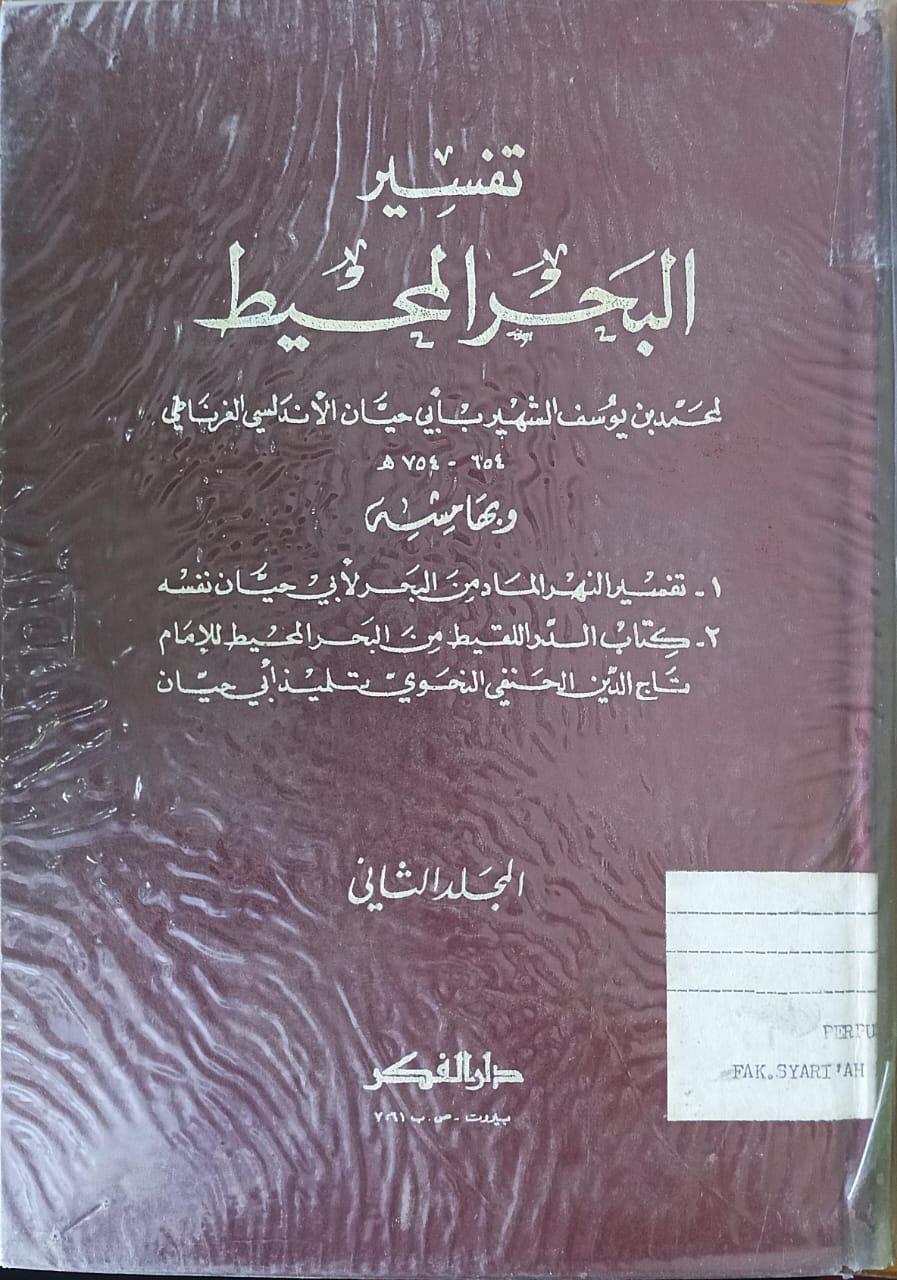 تفسير
البحر المحيط
لمحمد بن يوسف الشهير بأبي حيان الأندلسي الغرناطي
٦٥٤ - ٧٥٤ هـ
وبهامشه
١- تفسير النهر الماد من البحر لأبي حيان نفسه
٢- كتاب الدر اللقيط من البحر المحيط للإمام
تاج الدين الحنفي النحوي تلميذ أبي حيان
المجلد الثاني
دار الفكر
بيروت - ص.ب ٧٠٦١
PERPU
FAK.SYARI'AH